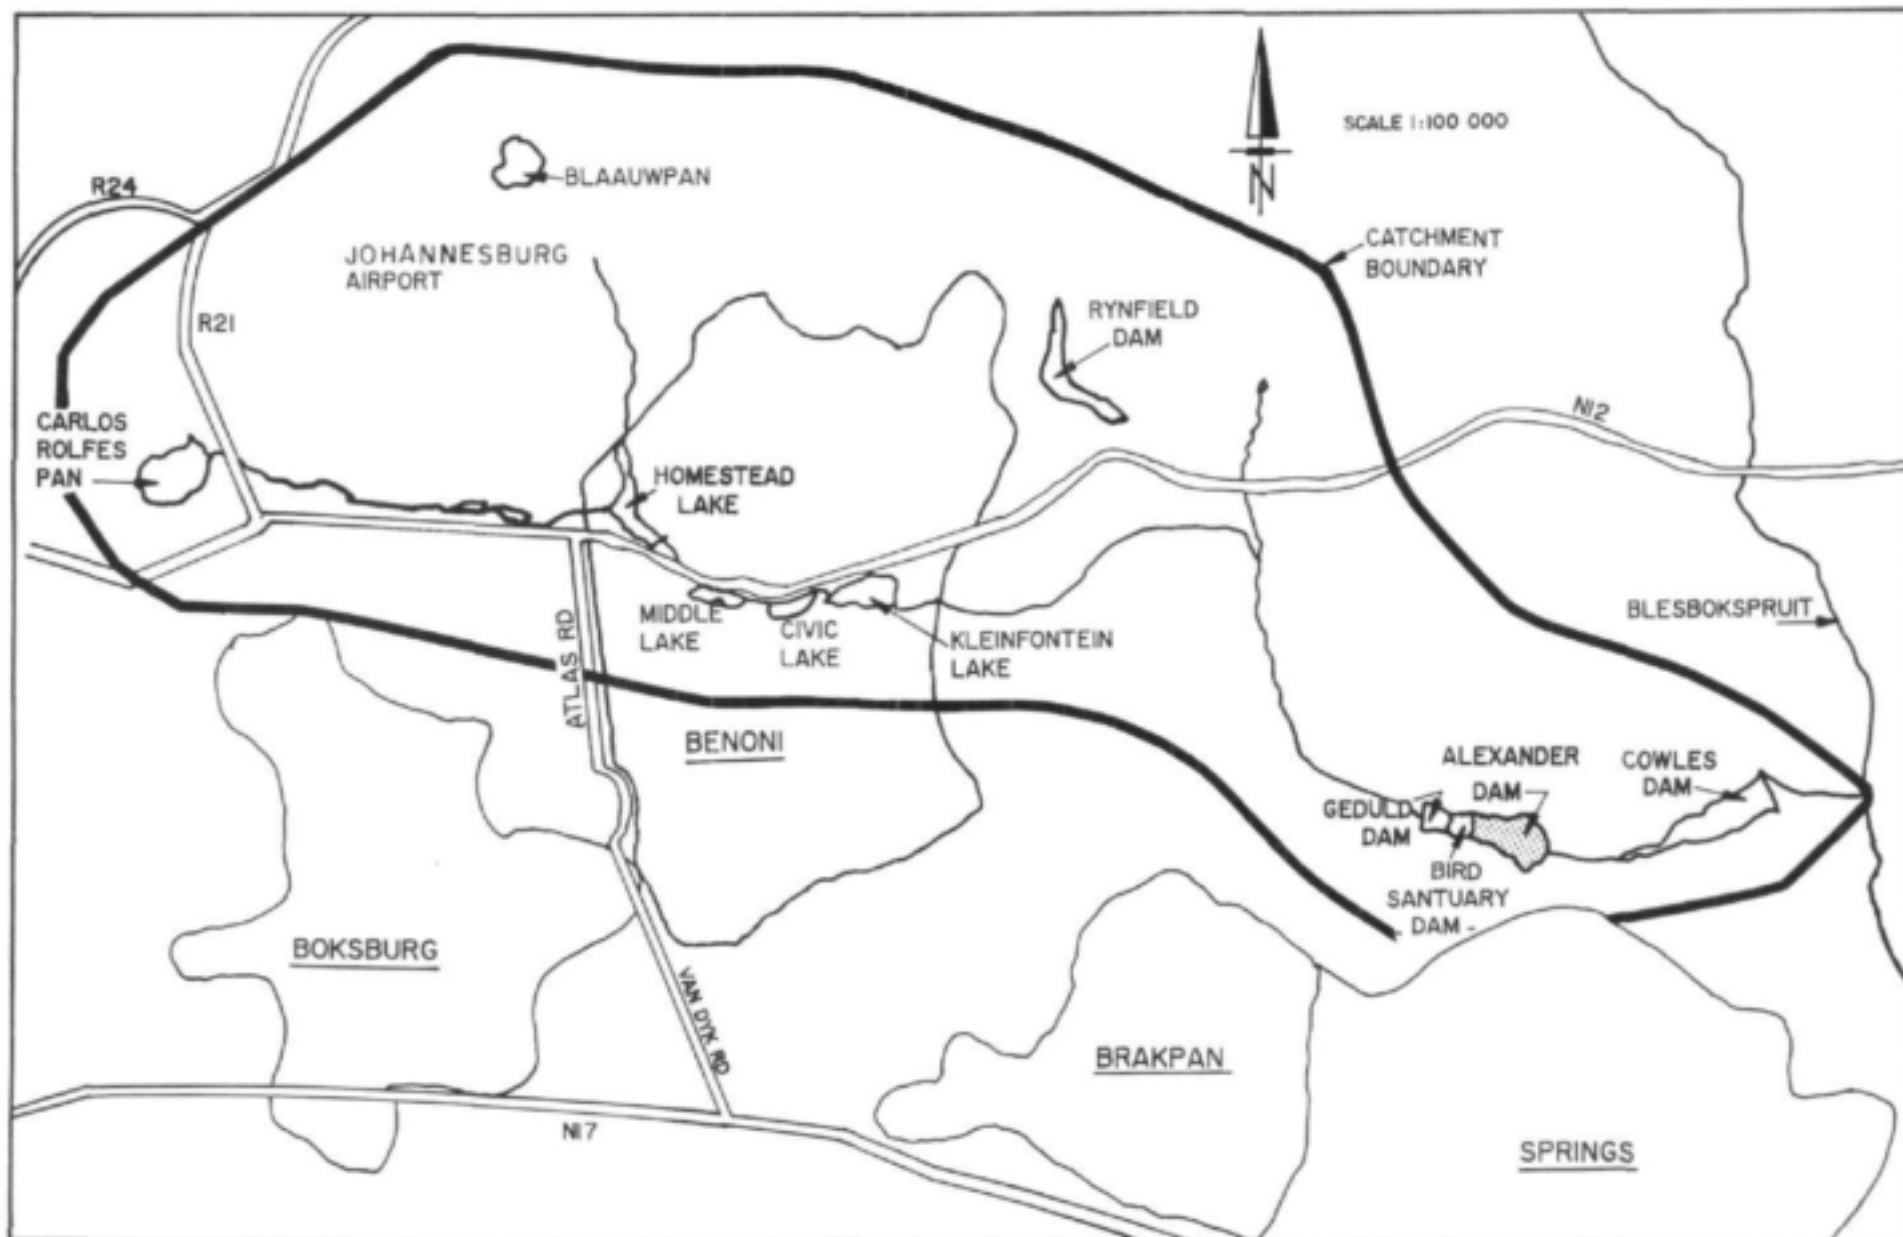 SCALE 1:100 000
N
R24
BLAAUWPAN
JOHANNESBURG
AIRPORT
CATCHMENT
BOUNDARY
R21
RYNFIELD
DAM
N12
CARLOS
ROLFES
PAN
HOMESTEAD
LAKE
MIDDLE
LAKE
CIVIC
LAKE
KLEINFONTEIN
LAKE
BLESBOKSPRUIT
ATLAS RD
BENONI
ALEXANDER
DAM
COWLES
DAM
GEDULD
DAM
BIRD
SANTUARY
DAM
BOKSBURG
VAN DYK RD
BRAKPAN
N17
SPRINGS